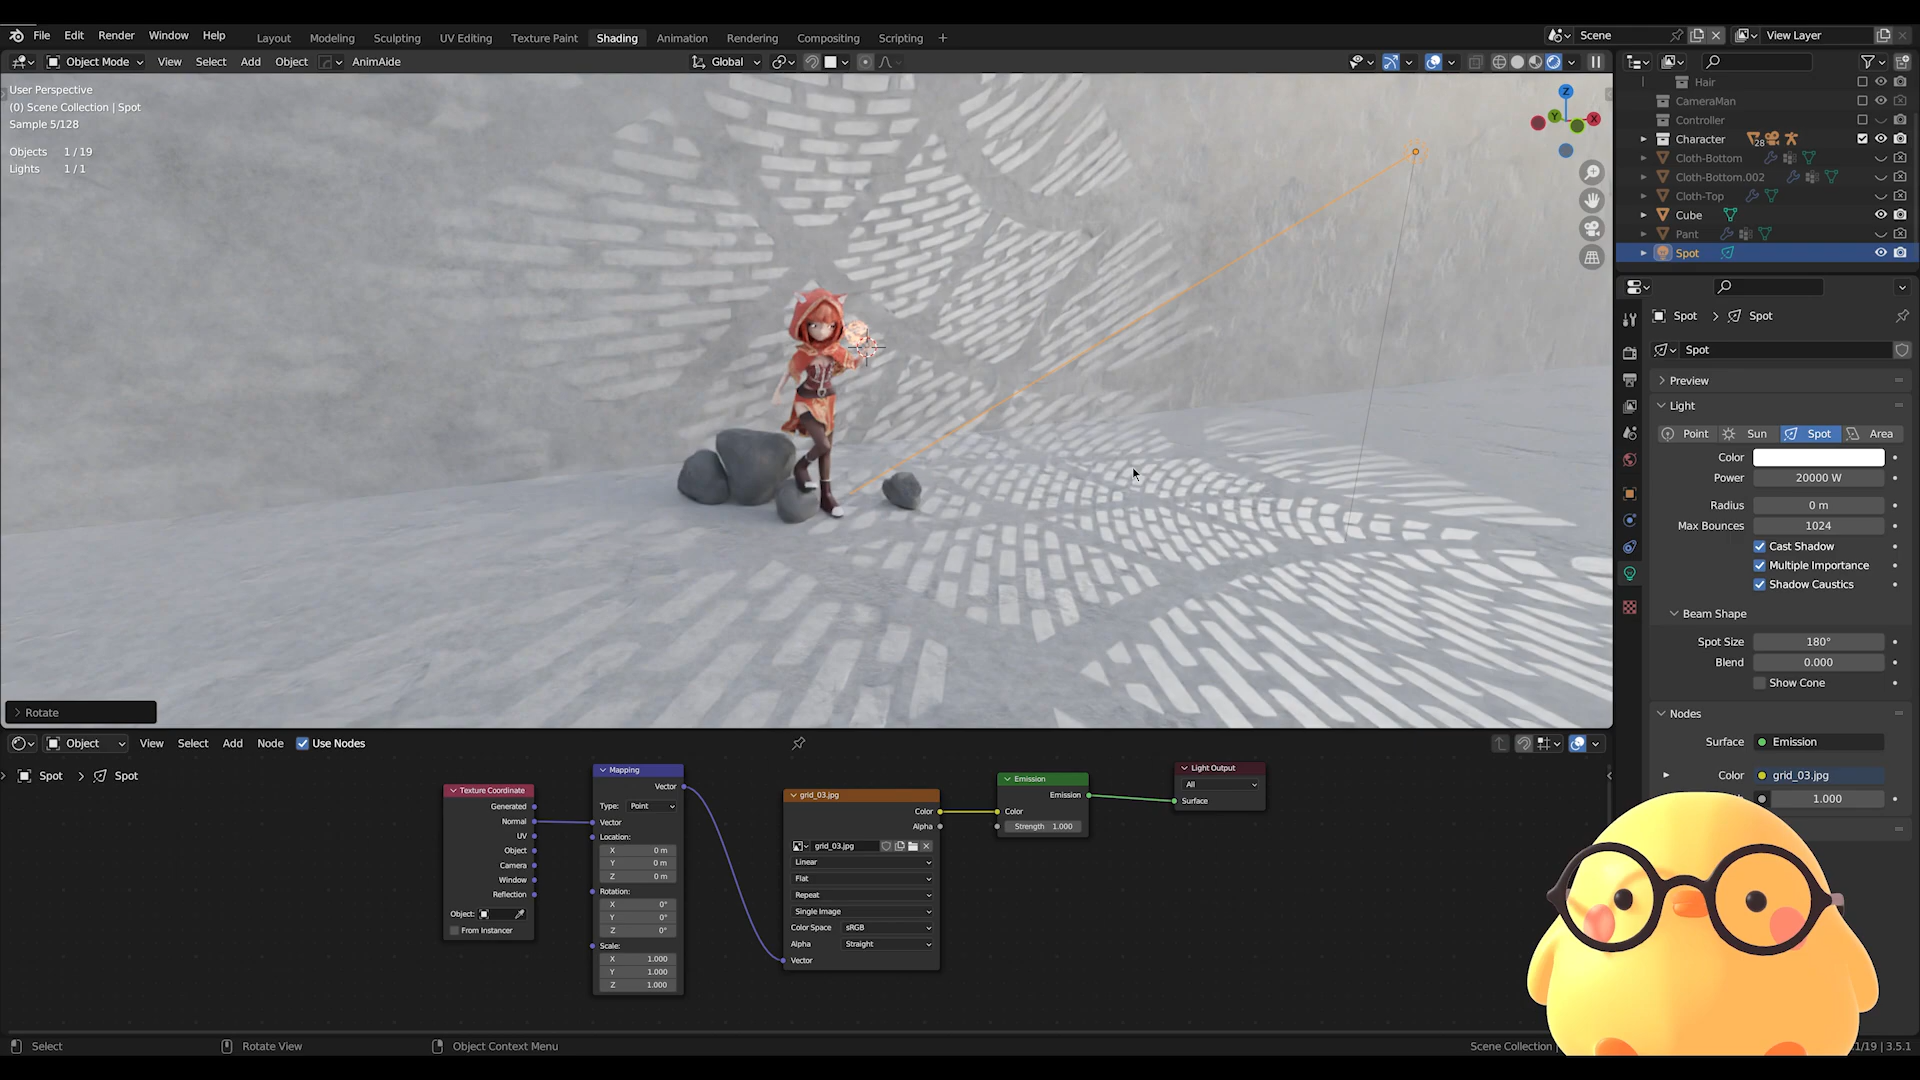 File Edit Render Window Help Layout Modeling Sculpting UV Editing Texture Paint Shading Animation Rendering Compositing Scripting + Scene View Layer
Object Mode View Select Add Object AnimAide Global
User Perspective
(0) Scene Collection | Spot
Sample 5/128
Objects 1 / 19
Lights 1 / 1
Z
Y
X
Rotate
Hair
CameraMan
Controller
Character 28
Cloth-Bottom
Cloth-Bottom.002
Cloth-Top
Cube
Pant
Spot
Spot > Spot
Spot
Preview
Light
Point Sun Spot Area
Color
Power 20000 W
Radius 0 m
Max Bounces 1024
Cast Shadow
Multiple Importance
Shadow Caustics
Beam Shape
Spot Size 180°
Blend 0.000
Show Cone
Nodes
Surface Emission
Color grid_03.jpg
1.000
Object View Select Add Node Use Nodes
Spot > Spot
Texture Coordinate
Generated
Normal
UV
Object
Camera
Window
Reflection
Object:
From Instancer
Mapping
Vector
Type: Point
Vector
Location:
X 0 m
Y 0 m
Z 0 m
Rotation:
X 0°
Y 0°
Z 0°
Scale:
X 1.000
Y 1.000
Z 1.000
grid_03.jpg
Color
Alpha
grid_03.jpg
Linear
Flat
Repeat
Single Image
Color Space sRGB
Alpha Straight
Vector
Emission
Emission
Color
Strength 1.000
Light Output
All
Surface
Select Rotate View Object Context Menu Scene Collection 1/19 | 3.5.1